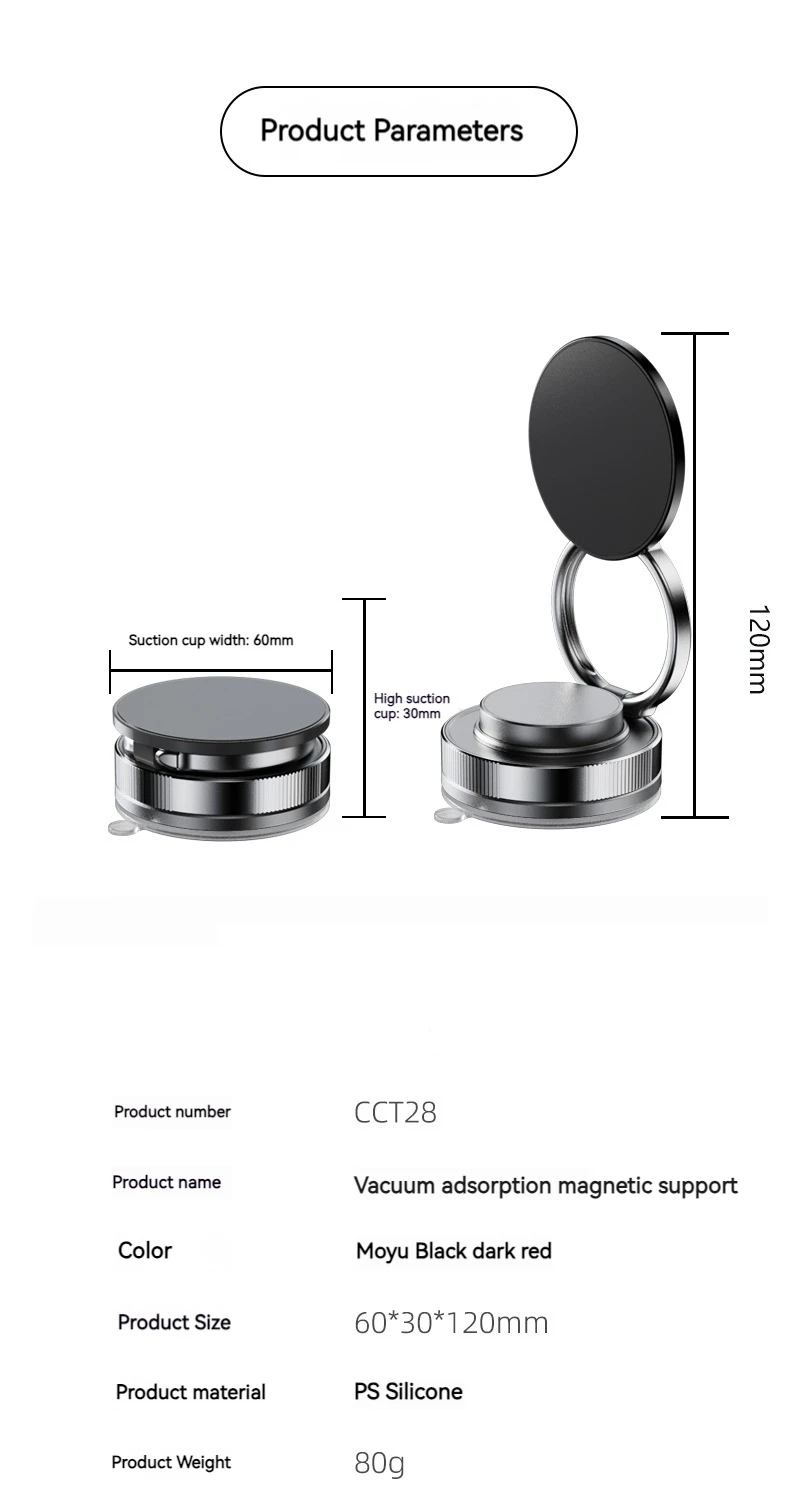 Product Parameters
Suction cup width: 60mm
High suction
cup: 30mm
120mm
Product number CCT28
Product name Vacuum adsorption magnetic support
Color Moyu Black dark red
Product Size 60*30*120mm
Product material PS Silicone
Product Weight 80g